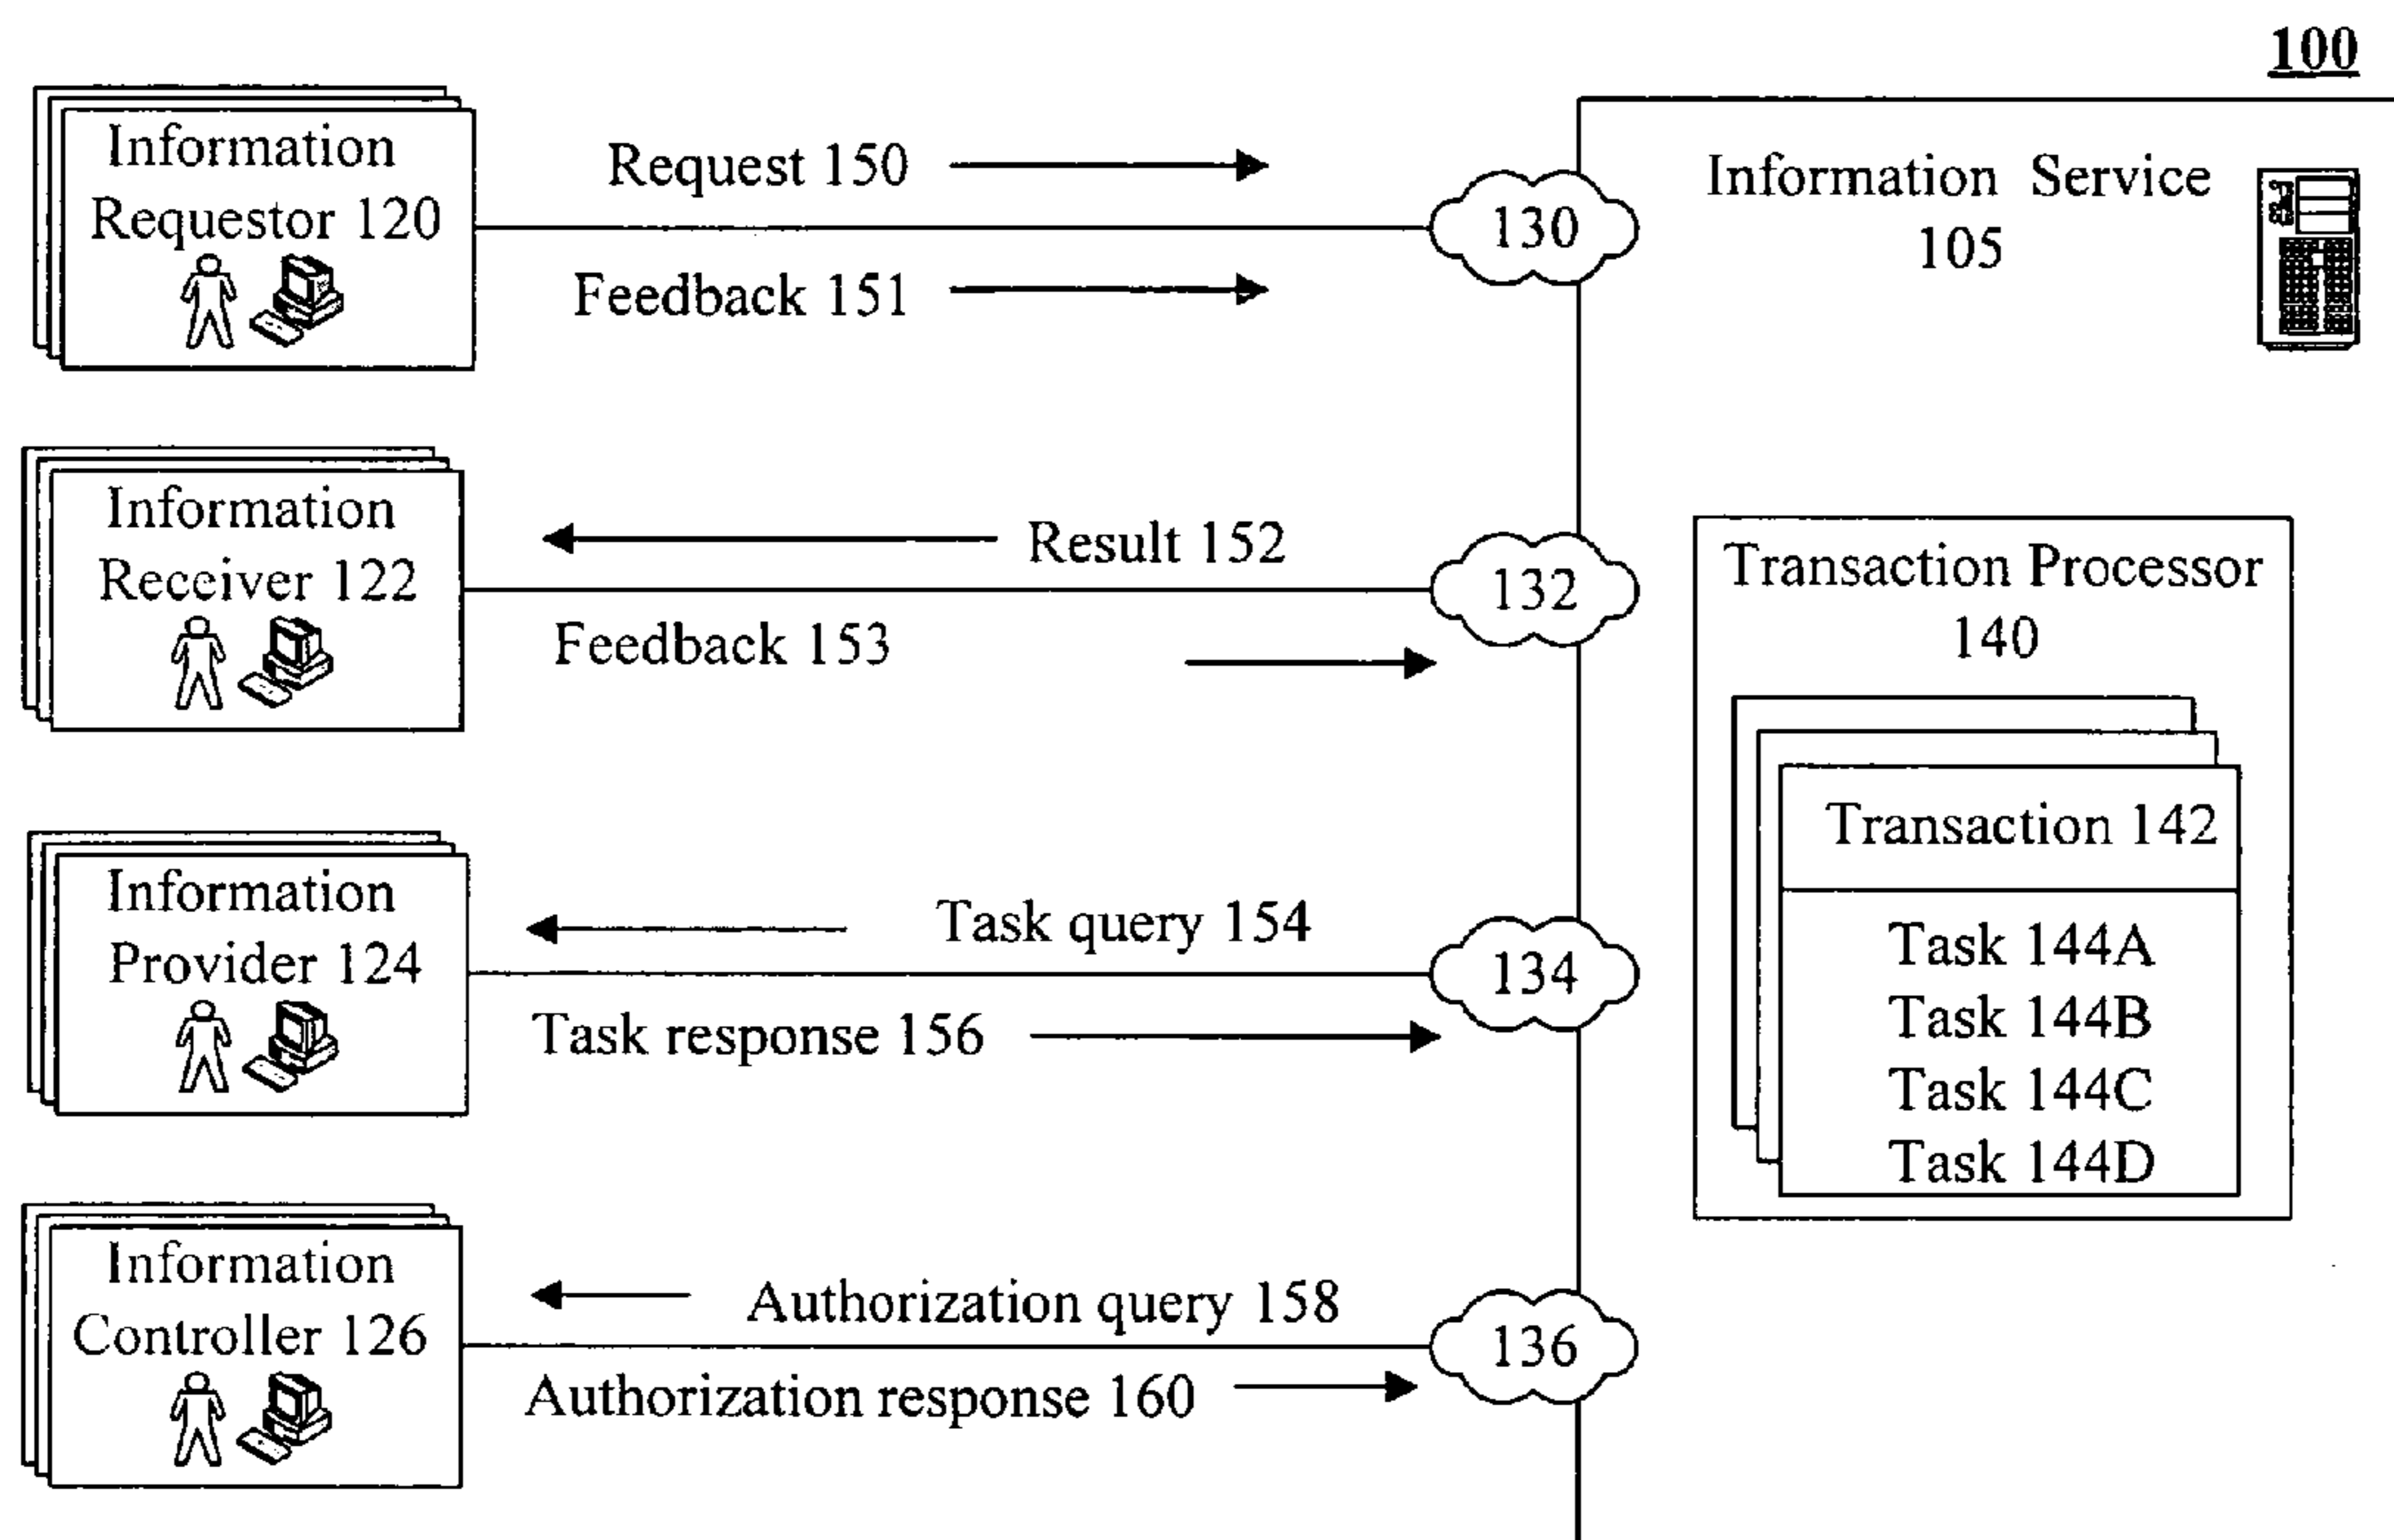 100
Information
Requestor 120
Request 150
Feedback 151
130
Information Service
105
Information
Receiver 122
Result 152
Feedback 153
132
Transaction Processor
140
Transaction 142
Task 144A
Task 144B
Task 144C
Task 144D
Information
Provider 124
Task query 154
Task response 156
134
Information
Controller 126
Authorization query 158
Authorization response 160
136